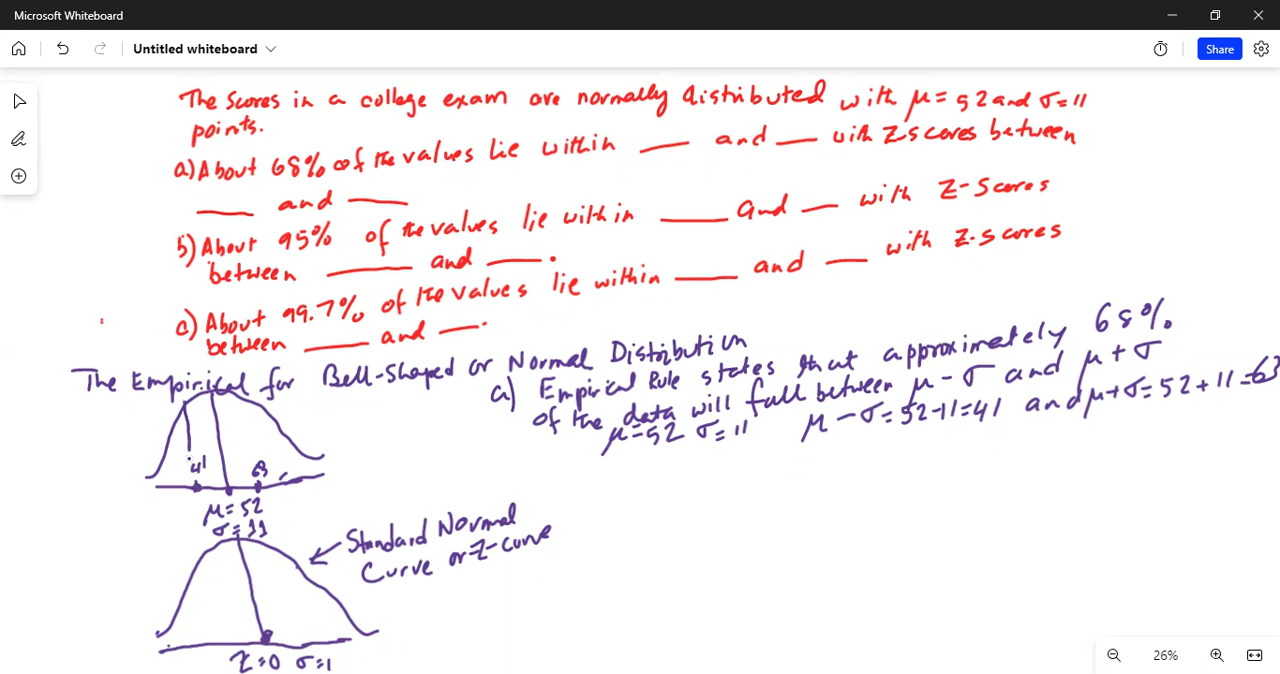 Microsoft Whiteboard
Untitled whiteboard
Share
The scores in a college exam are normally distributed with μ = 52 and σ = 11
points.
a) About 68% of the values lie within ___ and ___ with Z-scores between
___ and ___
b) About 95% of the values lie within ___ and ___ with Z-Scores
between ___ and ___.
c) About 99.7% of the values lie within ___ and ___ with Z-scores
between ___ and ___.
The Empirical for Bell-Shaped or Normal Distribution
a) Empirical Rule states that approximately 68%
of the data will fall between μ - σ and μ + σ
μ = 52 σ = 11 μ - σ = 52 - 11 = 41 and μ + σ = 52 + 11 = 63
41 63
μ = 52
σ = 11
Standard Normal
Curve or Z-curve
Z = 0 σ = 1
26%